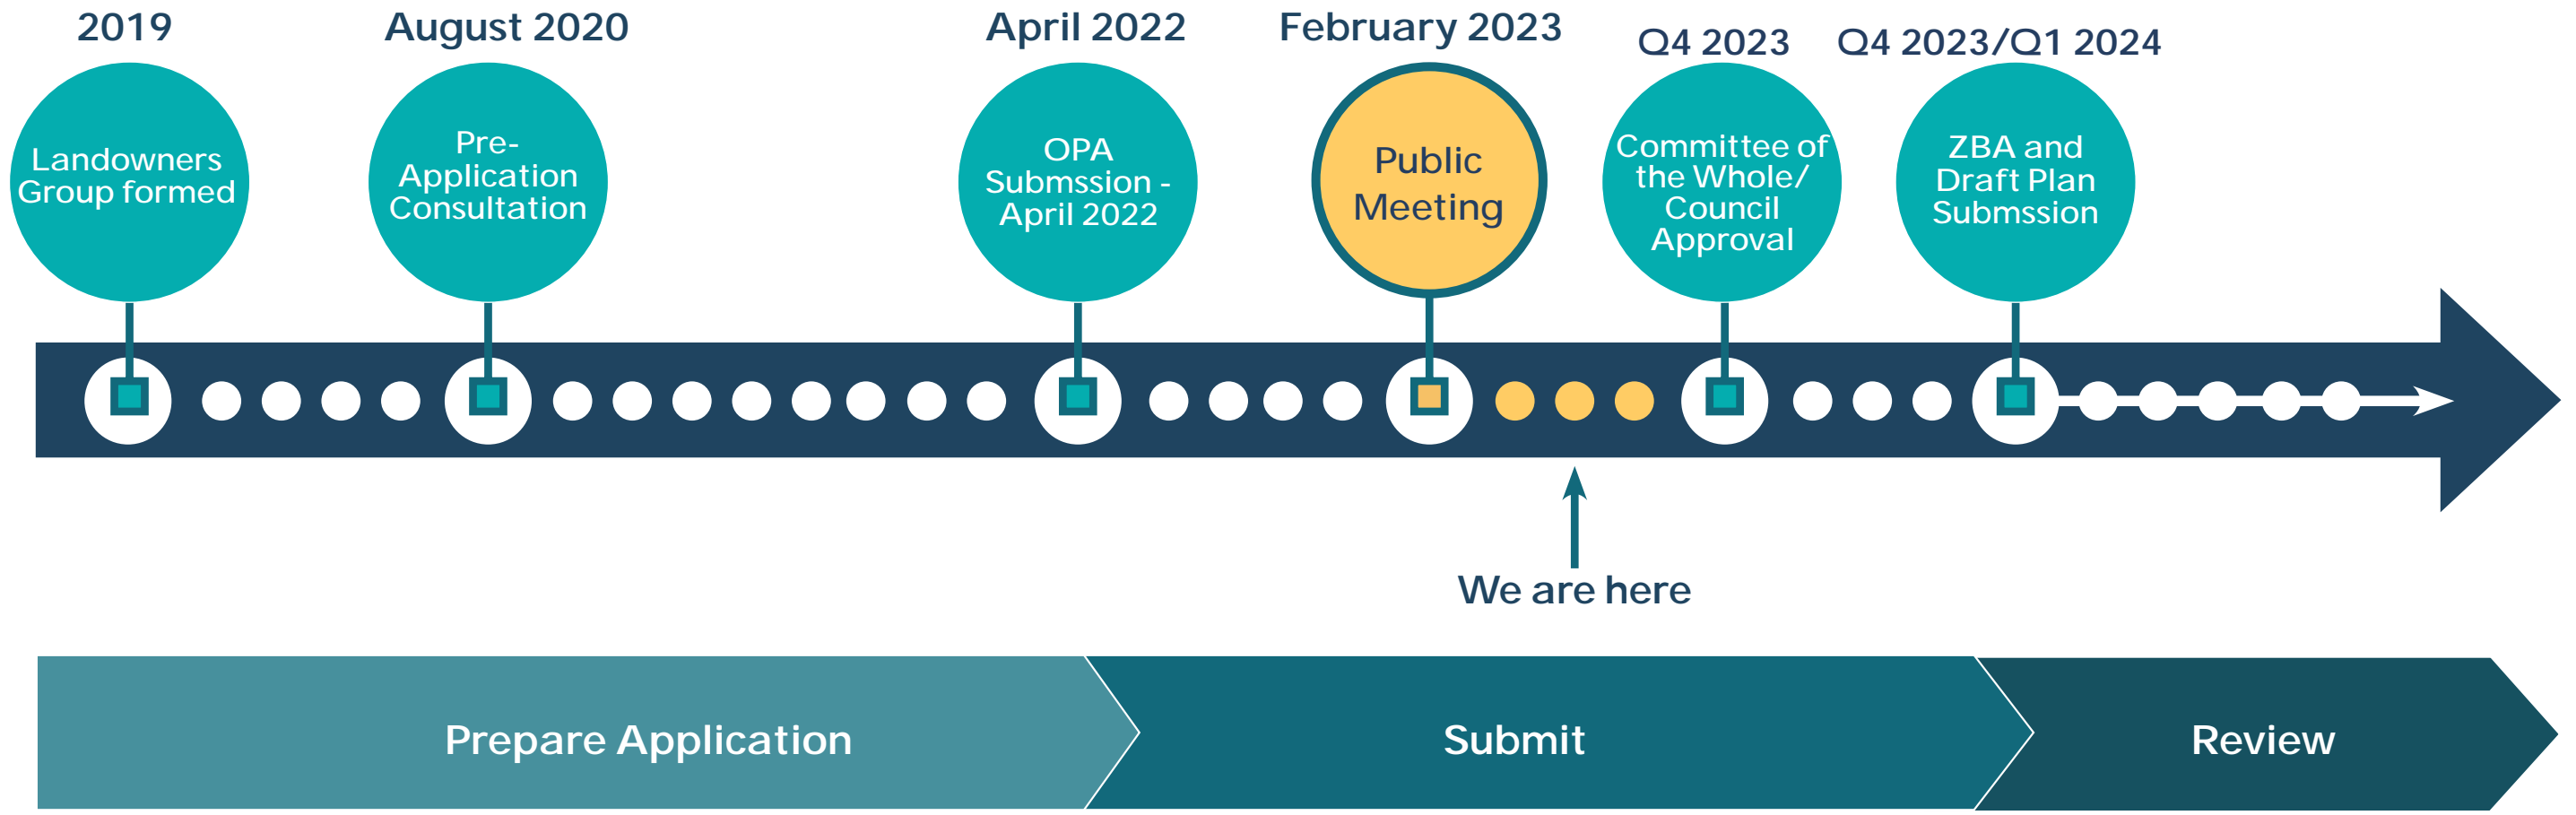 2019
Landowners
Group formed
August 2020
Pre-
Application
Consultation
April 2022
OPA
Submssion -
April 2022
February 2023
Public
Meeting
Q4 2023
Committee of
the Whole/
Council
Approval
Q4 2023/Q1 2024
ZBA and
Draft Plan
Submssion
We are here
Prepare Application
Submit
Review